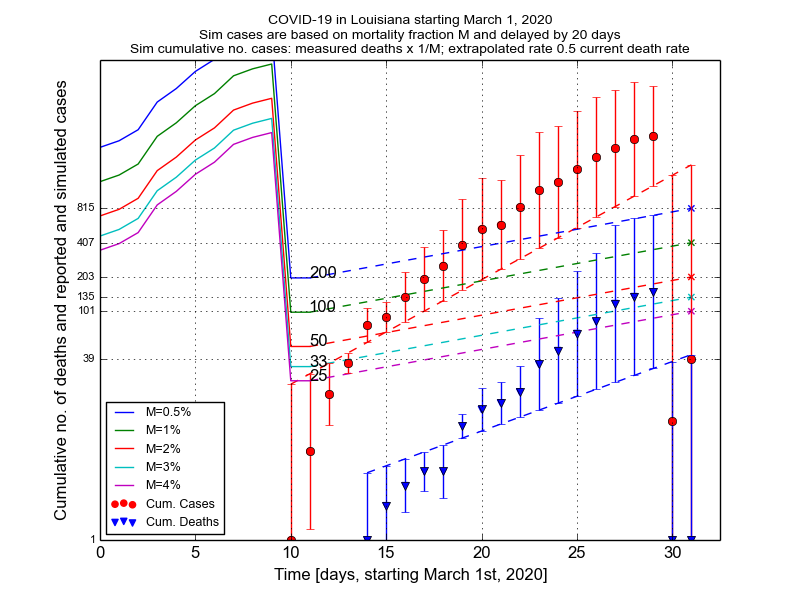 COVID-19 in Louisiana starting March 1, 2020
Sim cases are based on mortality fraction M and delayed by 20 days
Sim cumulative no. cases: measured deaths x 1/M; extrapolated rate 0.5 current death rate
Cumulative no. of deaths and reported and simulated cases
815
407
203
135
101
39
1
200
100
50
33
25
M=0.5%
M=1%
M=2%
M=3%
M=4%
Cum. Cases
Cum. Deaths
0 5 10 15 20 25 30
Time [days, starting March 1st, 2020]